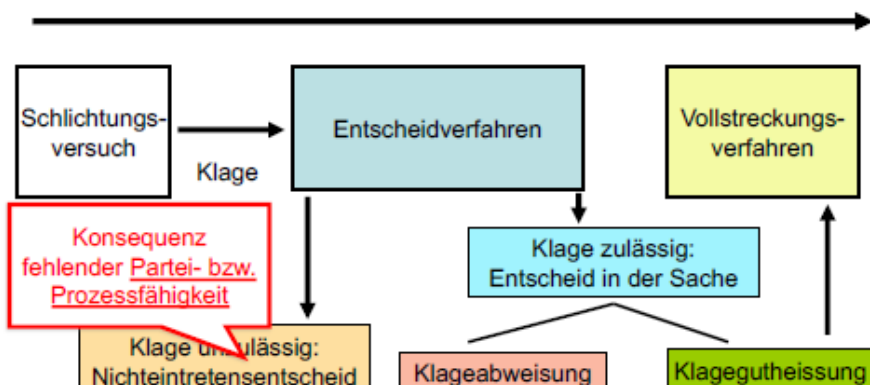 Schlichtungs-
versuch
Klage
Entscheidverfahren
Vollstreckungs-
verfahren
Konsequenz
fehlender Partei- bzw.
Prozessfähigkeit
Klage zulässig:
Entscheid in der Sache
Klage unzulässig:
Nichteintretensentscheid
Klageabweisung
Klagegutheissung